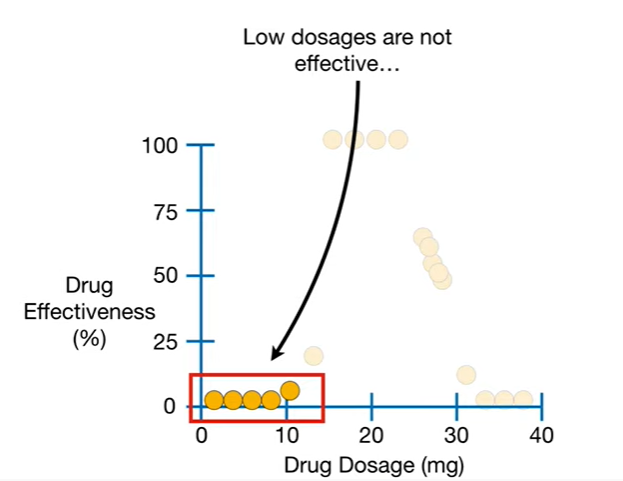 Low dosages are not
effective…
100
75
50
25
0
Drug
Effectiveness
(%)
0 10 20 30 40
Drug Dosage (mg)